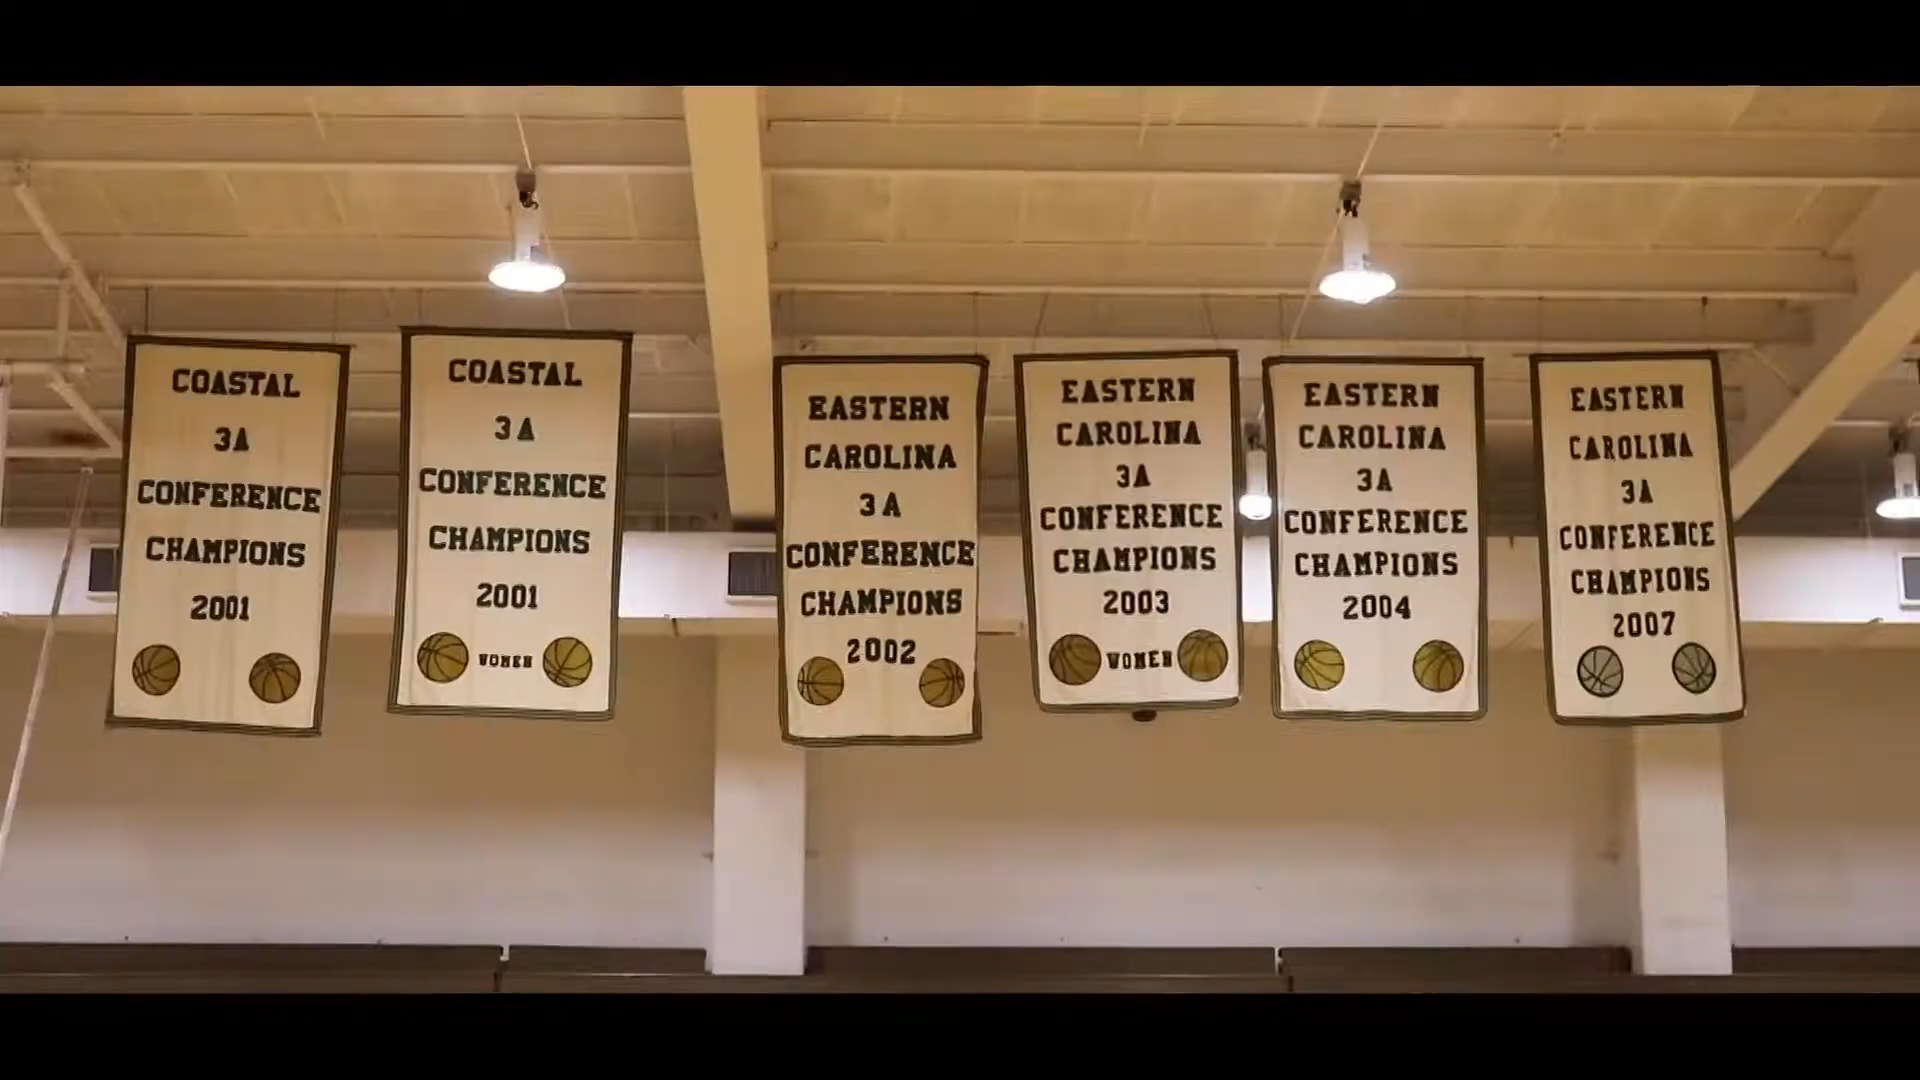 COASTAL
3A
CONFERENCE
CHAMPIONS
2001
COASTAL
3A
CONFERENCE
CHAMPIONS
2001
WOMEN
EASTERN
CAROLINA
3A
CONFERENCE
CHAMPIONS
2002
EASTERN
CAROLINA
3A
CONFERENCE
CHAMPIONS
2003
WOMEN
EASTERN
CAROLINA
3A
CONFERENCE
CHAMPIONS
2004
EASTERN
CAROLINA
3A
CONFERENCE
CHAMPIONS
2007